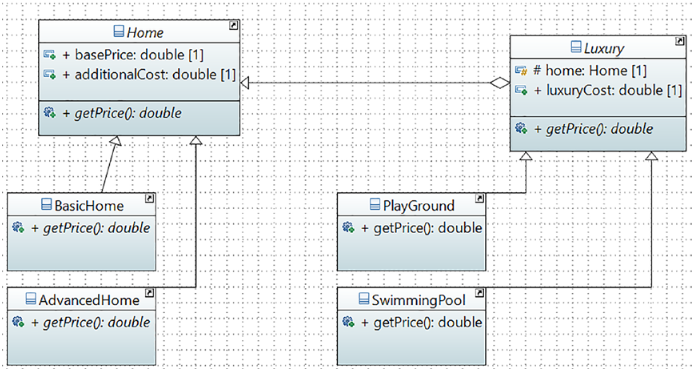 Home
+ basePrice: double [1]
+ additionalCost: double [1]
+ getPrice(): double
Luxury
# home: Home [1]
+ luxuryCost: double [1]
+ getPrice(): double
BasicHome
+ getPrice(): double
PlayGround
+ getPrice(): double
AdvancedHome
+ getPrice(): double
SwimmingPool
+ getPrice(): double